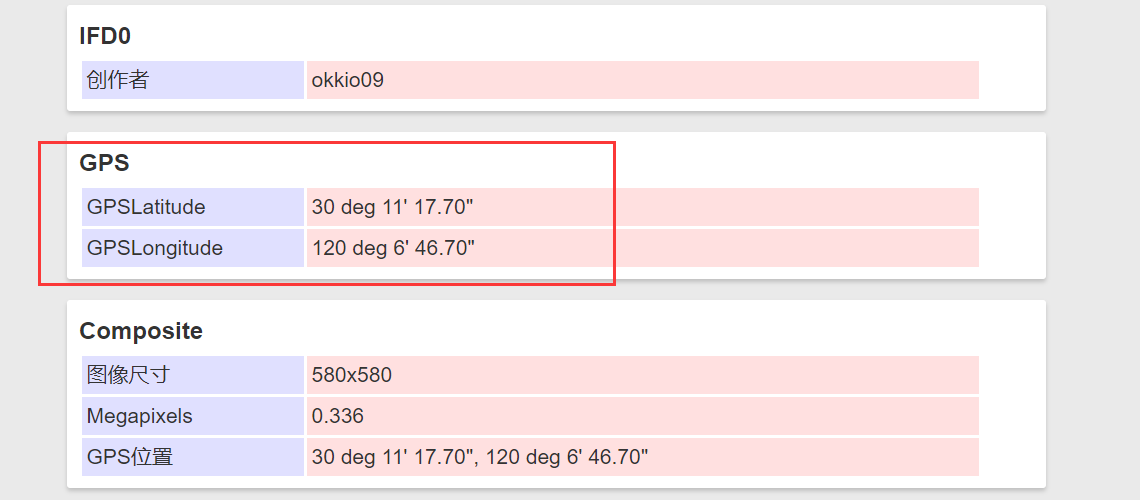 IFD0
创作者 okkio09
GPS
GPSLatitude 30 deg 11' 17.70"
GPSLongitude 120 deg 6' 46.70"
Composite
图像尺寸 580x580
Megapixels 0.336
GPS位置 30 deg 11' 17.70", 120 deg 6' 46.70"